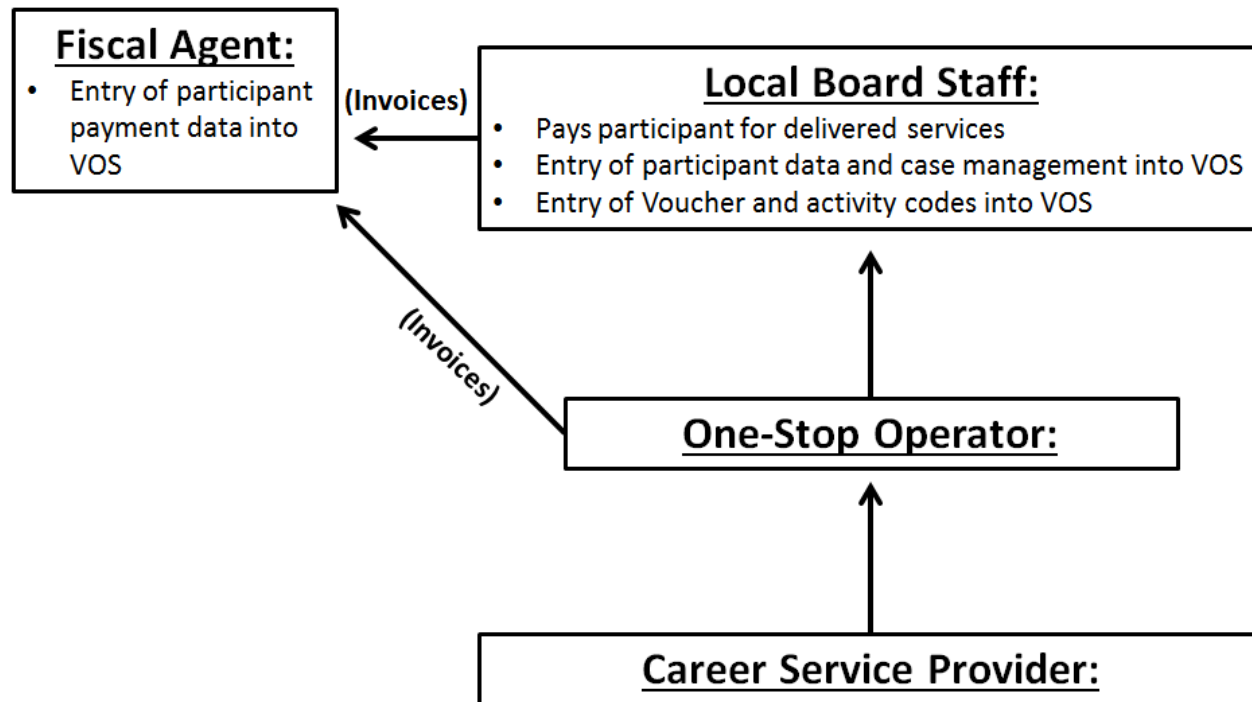 Fiscal Agent:
• Entry of participant
payment data into
VOS
(Invoices)
Local Board Staff:
• Pays participant for delivered services
• Entry of participant data and case management into VOS
• Entry of Voucher and activity codes into VOS
(Invoices)
One-Stop Operator:
Career Service Provider: